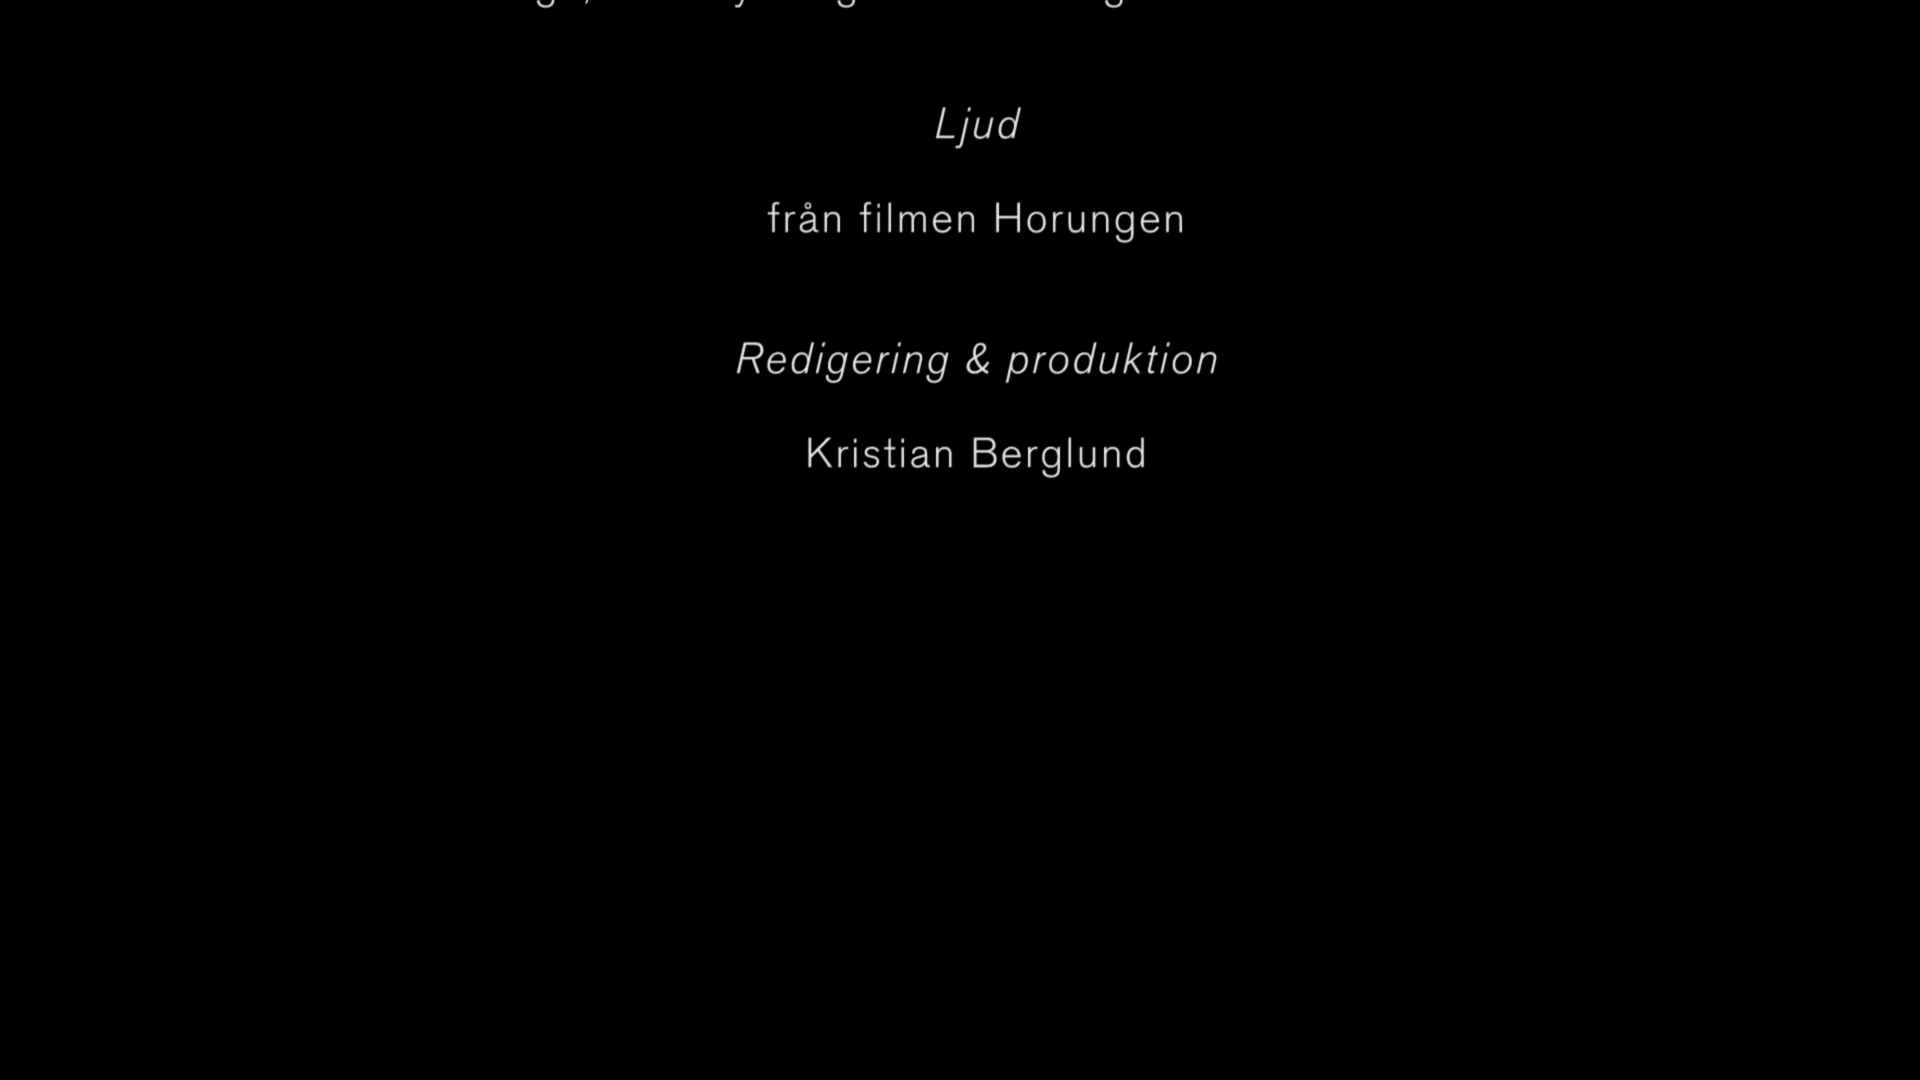 Ljud
från filmen Horungen
Redigering & produktion
Kristian Berglund